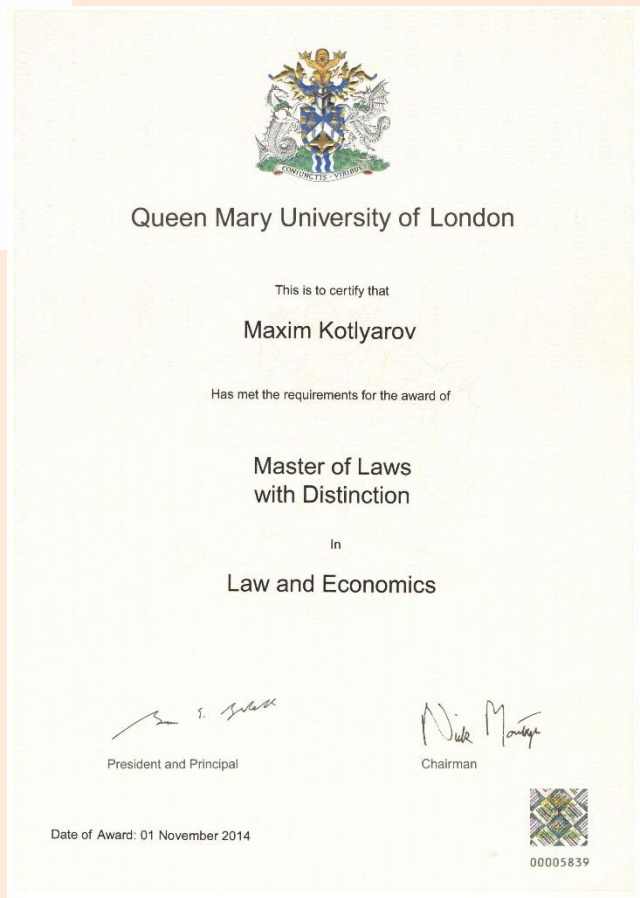 CONIUNCTIS · VIRIBUS
Queen Mary University of London
This is to certify that
Maxim Kotlyarov
Has met the requirements for the award of
Master of Laws
with Distinction
In
Law and Economics
President and Principal
Chairman
Date of Award: 01 November 2014
00005839